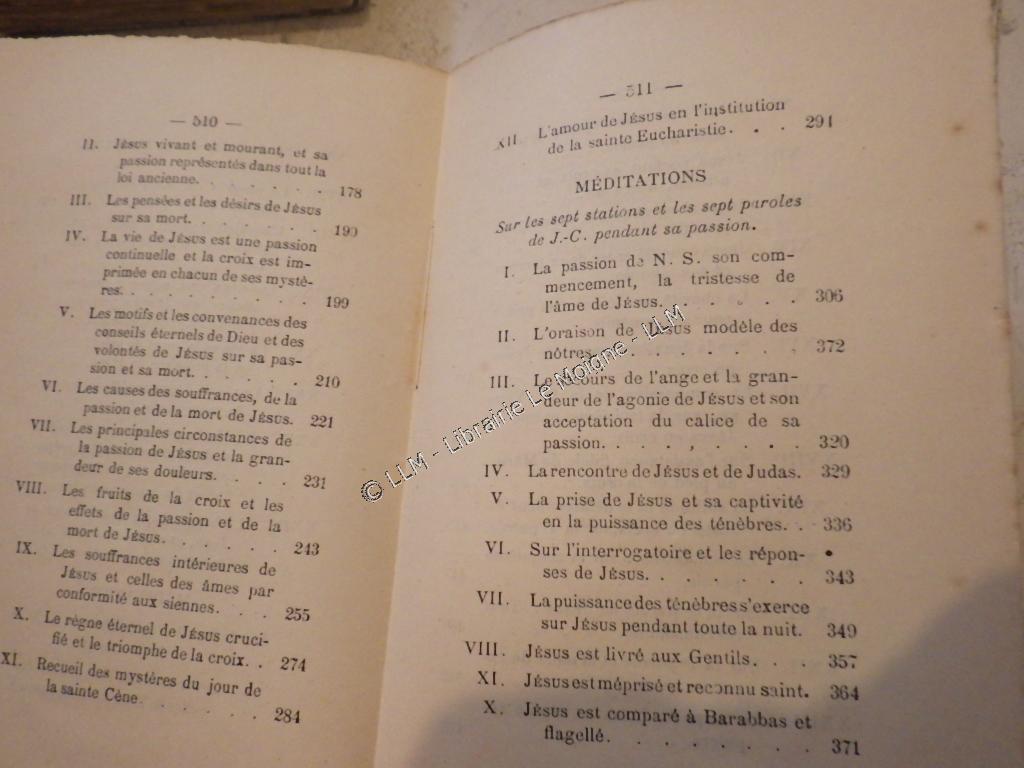 — 510 —
II. Jésus vivant et mourant, et sa
passion représentés dans tout la
loi ancienne. . . . . . . 178
III. Les pensées et les désirs de Jésus
sur sa mort. . . . . . . 190
IV. La vie de Jésus est une passion
continuelle et la croix est im-
primée en chacun de ses mystè-
res. . . . . . . . . . 199
V. Les motifs et les convenances des
conseils éternels de Dieu et des
volontés de Jésus sur sa pas-
sion et sa mort. . . . . . 210
VI. Les causes des souffrances, de la
passion et de la mort de Jésus. 221
VII. Les principales circonstances de
la passion de Jésus et la gran-
deur de ses douleurs. . . . . 231
VIII. Les fruits de la croix et les
effets de la passion et de la
mort de Jésus. . . . . . . 243
IX. Les souffrances intérieures de
Jésus et celles des âmes par
conformité aux siennes. . . . 255
X. Le règne éternel de Jésus cruci-
fié et le triomphe de la croix. . 274
XI. Recueil des mystères du jour de
la sainte Cène. . . . . . . 284
— 511 —
XII. L'amour de Jésus en l'institution
de la sainte Eucharistie. . . . 291
MÉDITATIONS
Sur les sept stations et les sept paroles
de J.-C. pendant sa passion.
I. La passion de N. S. son com-
mencement, la tristesse de
l'âme de Jésus. . . . . . 306
II. L'oraison de Jésus modèle des
nôtres. . . . . . . . . 372
III. Le secours de l'ange et la gran-
deur de l'agonie de Jésus et son
acceptation du calice de sa
passion. . . . . , . . . . 320
IV. La rencontre de Jésus et de Judas. 329
V. La prise de Jésus et sa captivité
en la puissance des ténèbres. . 336
VI. Sur l'interrogatoire et les répon-
ses de Jésus. . . . . . . 343
VII. La puissance des ténèbres s'exerce
sur Jésus pendant toute la nuit. 349
VIII. Jésus est livré aux Gentils. . . . 357
XI. Jésus est méprisé et reconnu saint. 364
X. Jésus est comparé à Barabbas et
flagellé. . . . . . . . . 371
© LLM - Librairie Le Moigne - LLM